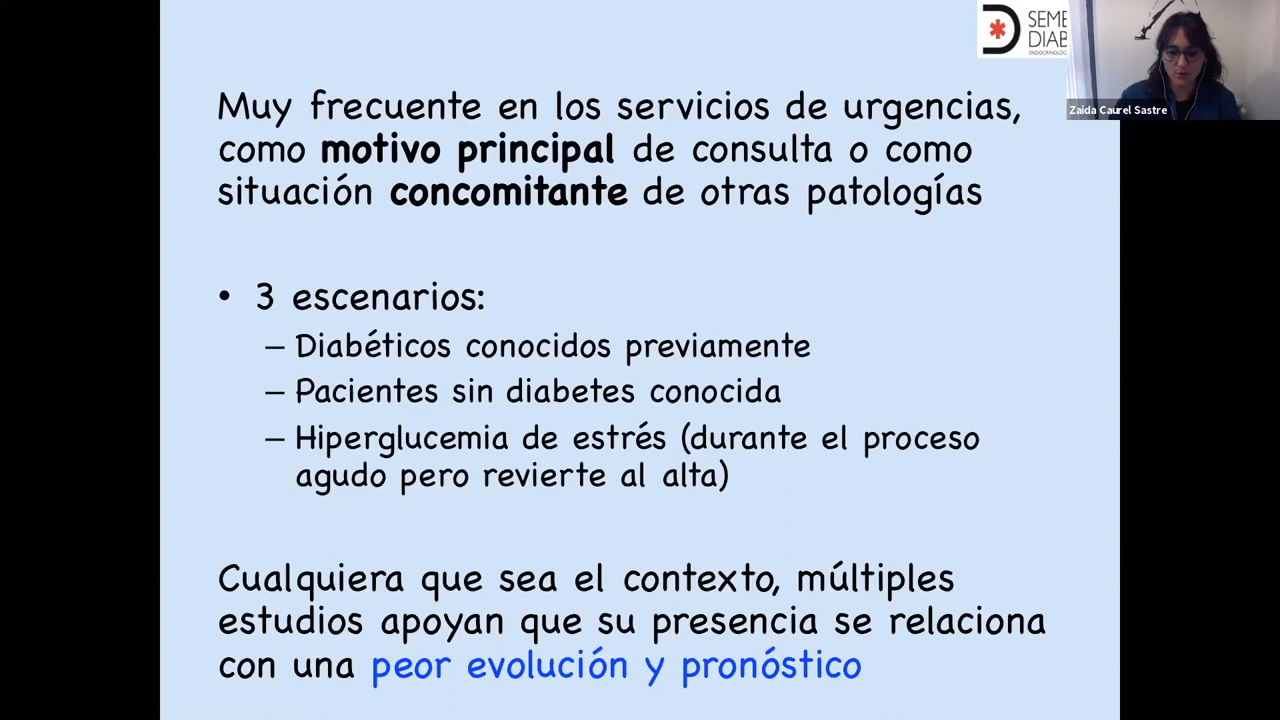 SEME
DIAB
ENDOCRINOLOG
Zaida Caurel Sastre
Muy frecuente en los servicios de urgencias,
como motivo principal de consulta o como
situación concomitante de otras patologías
• 3 escenarios:
– Diabéticos conocidos previamente
– Pacientes sin diabetes conocida
– Hiperglucemia de estrés (durante el proceso
agudo pero revierte al alta)
Cualquiera que sea el contexto, múltiples
estudios apoyan que su presencia se relaciona
con una peor evolución y pronóstico